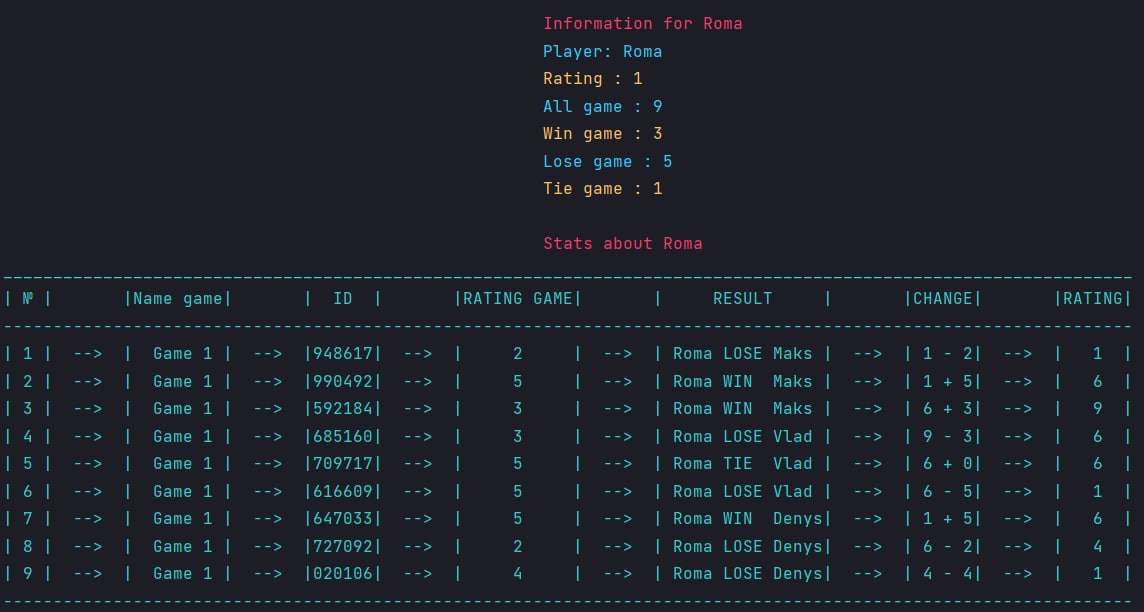 Information for Roma
Player: Roma
Rating : 1
All game : 9
Win game : 3
Lose game : 5
Tie game : 1
Stats about Roma
-----------------------------------------------------------------------------------------------------------------
| № |       |Name game|       |  ID  |       |RATING GAME|       |     RESULT     |       |CHANGE|       |RATING|
-----------------------------------------------------------------------------------------------------------------
| 1 |  -->  |  Game 1 |  -->  |948617|  -->  |     2     |  -->  | Roma LOSE Maks |  -->  | 1 - 2|  -->  |   1  |
| 2 |  -->  |  Game 1 |  -->  |990492|  -->  |     5     |  -->  | Roma WIN  Maks |  -->  | 1 + 5|  -->  |   6  |
| 3 |  -->  |  Game 1 |  -->  |592184|  -->  |     3     |  -->  | Roma WIN  Maks |  -->  | 6 + 3|  -->  |   9  |
| 4 |  -->  |  Game 1 |  -->  |685160|  -->  |     3     |  -->  | Roma LOSE Vlad |  -->  | 9 - 3|  -->  |   6  |
| 5 |  -->  |  Game 1 |  -->  |709717|  -->  |     5     |  -->  | Roma TIE  Vlad |  -->  | 6 + 0|  -->  |   6  |
| 6 |  -->  |  Game 1 |  -->  |616609|  -->  |     5     |  -->  | Roma LOSE Vlad |  -->  | 6 - 5|  -->  |   1  |
| 7 |  -->  |  Game 1 |  -->  |647033|  -->  |     5     |  -->  | Roma WIN  Denys|  -->  | 1 + 5|  -->  |   6  |
| 8 |  -->  |  Game 1 |  -->  |727092|  -->  |     2     |  -->  | Roma LOSE Denys|  -->  | 6 - 2|  -->  |   4  |
| 9 |  -->  |  Game 1 |  -->  |020106|  -->  |     4     |  -->  | Roma LOSE Denys|  -->  | 4 - 4|  -->  |   1  |
-----------------------------------------------------------------------------------------------------------------